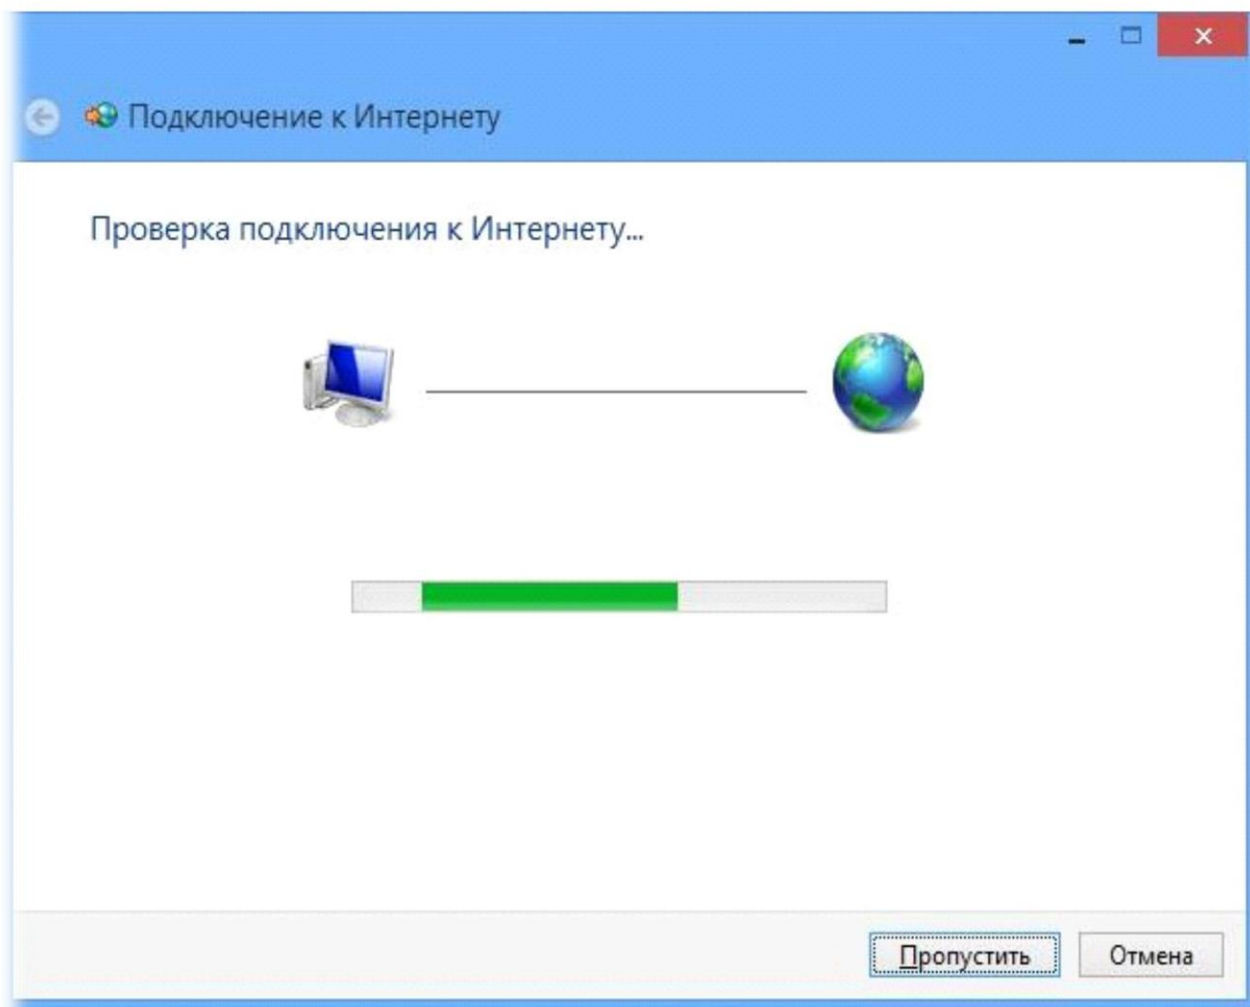 Подключение к Интернету
Проверка подключения к Интернету...
Пропустить
Отмена